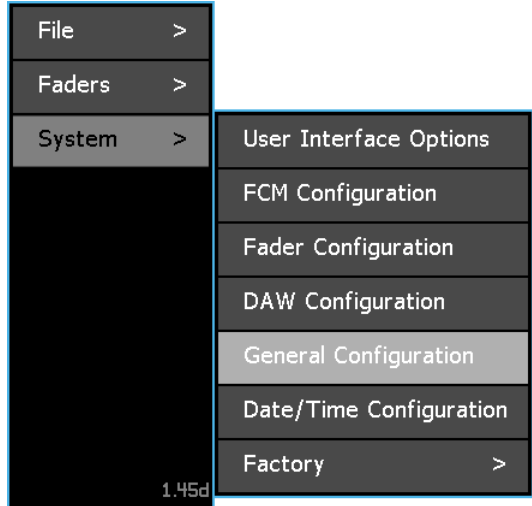 File >
Faders >
System >
User Interface Options
FCM Configuration
Fader Configuration
DAW Configuration
General Configuration
Date/Time Configuration
Factory >
1.45d